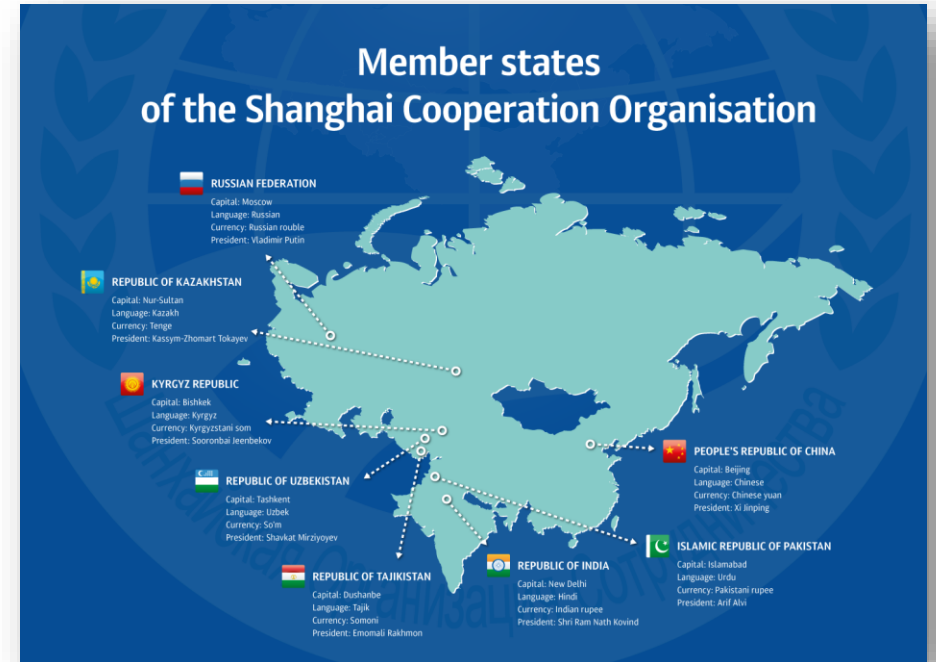 Member states
of the Shanghai Cooperation Organisation
RUSSIAN FEDERATION
Capital: Moscow
Language: Russian
Currency: Russian rouble
President: Vladimir Putin
REPUBLIC OF KAZAKHSTAN
Capital: Nur-Sultan
Language: Kazakh
Currency: Tenge
President: Kassym-Zhomart Tokayev
KYRGYZ REPUBLIC
Capital: Bishkek
Language: Kyrgyz
Currency: Kyrgyzstani som
President: Sooronbai Jeenbekov
REPUBLIC OF UZBEKISTAN
Capital: Tashkent
Language: Uzbek
Currency: So'm
President: Shavkat Mirziyoyev
REPUBLIC OF TAJIKISTAN
Capital: Dushanbe
Language: Tajik
Currency: Somoni
President: Emomali Rakhmon
REPUBLIC OF INDIA
Capital: New Delhi
Language: Hindi
Currency: Indian rupee
President: Shri Ram Nath Kovind
PEOPLE'S REPUBLIC OF CHINA
Capital: Beijing
Language: Chinese
Currency: Chinese yuan
President: Xi Jinping
ISLAMIC REPUBLIC OF PAKISTAN
Capital: Islamabad
Language: Urdu
Currency: Pakistani rupee
President: Arif Alvi